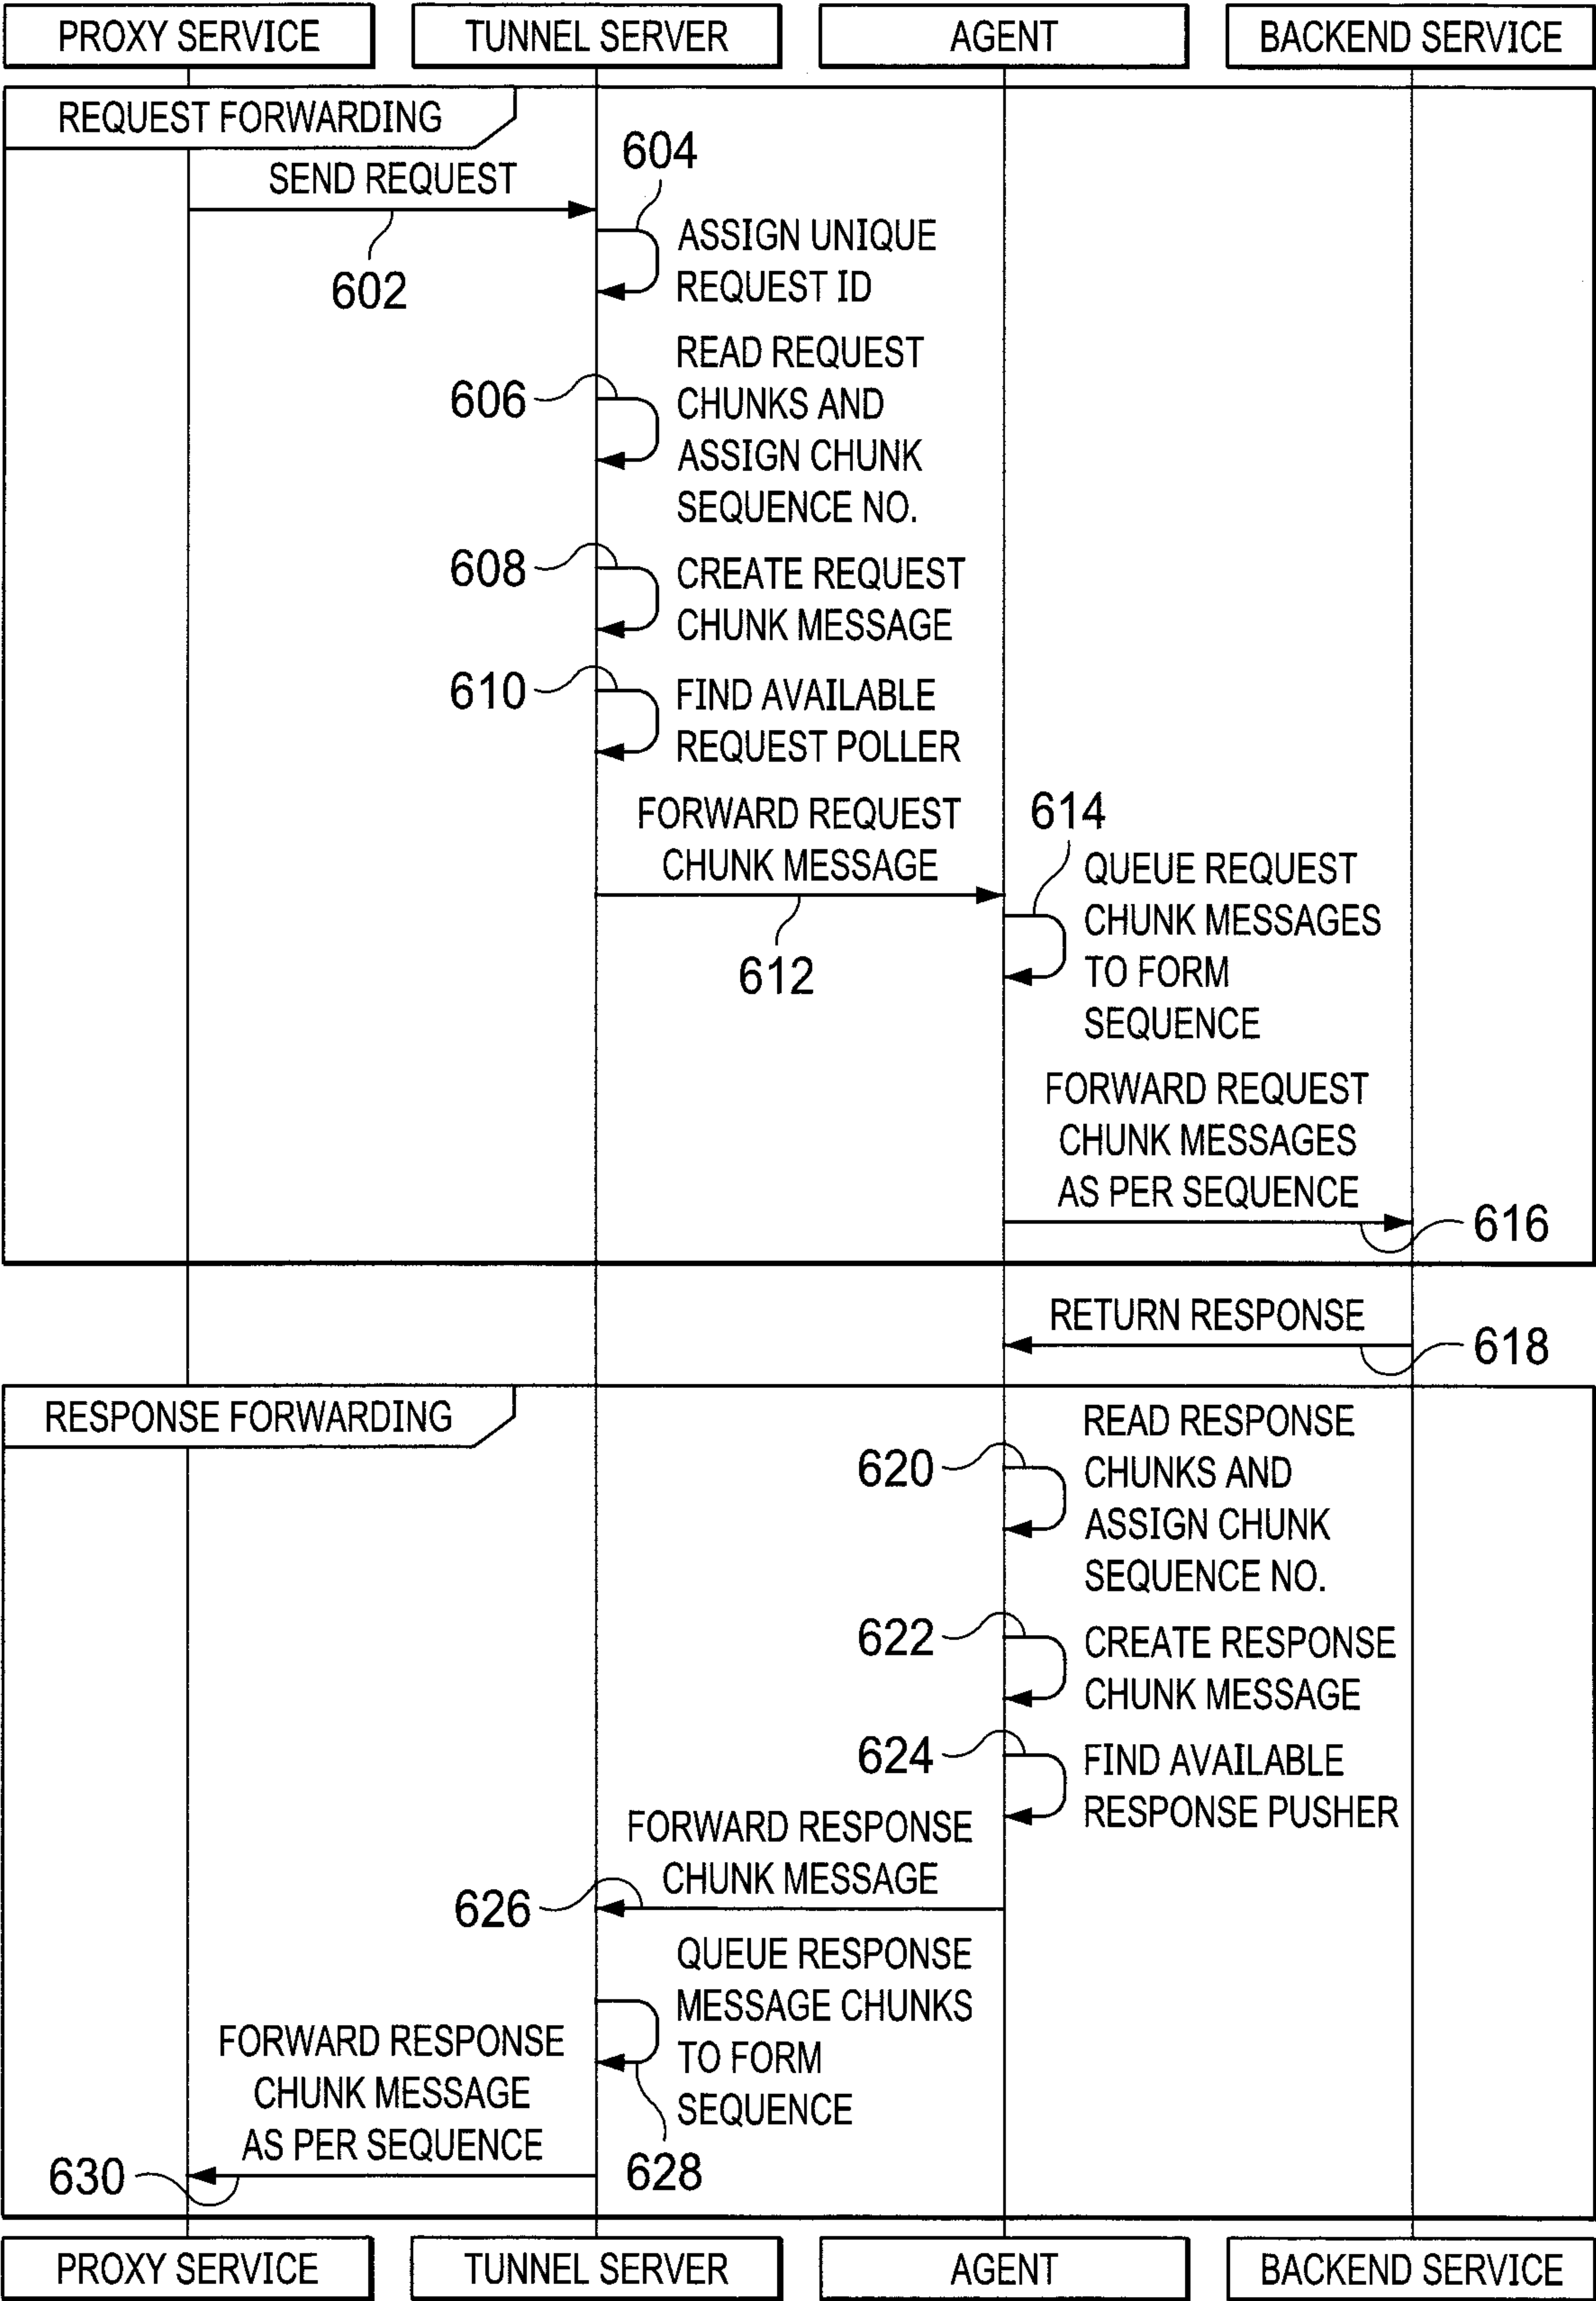 PROXY SERVICE
TUNNEL SERVER
AGENT
BACKEND SERVICE
REQUEST FORWARDING
SEND REQUEST
602
604
ASSIGN UNIQUE
REQUEST ID
606
READ REQUEST
CHUNKS AND
ASSIGN CHUNK
SEQUENCE NO.
608
CREATE REQUEST
CHUNK MESSAGE
610
FIND AVAILABLE
REQUEST POLLER
FORWARD REQUEST
CHUNK MESSAGE
612
614
QUEUE REQUEST
CHUNK MESSAGES
TO FORM
SEQUENCE
FORWARD REQUEST
CHUNK MESSAGES
AS PER SEQUENCE
616
RETURN RESPONSE
618
RESPONSE FORWARDING
620
READ RESPONSE
CHUNKS AND
ASSIGN CHUNK
SEQUENCE NO.
622
CREATE RESPONSE
CHUNK MESSAGE
624
FIND AVAILABLE
RESPONSE PUSHER
FORWARD RESPONSE
CHUNK MESSAGE
626
QUEUE RESPONSE
MESSAGE CHUNKS
TO FORM
SEQUENCE
628
FORWARD RESPONSE
CHUNK MESSAGE
AS PER SEQUENCE
630
PROXY SERVICE
TUNNEL SERVER
AGENT
BACKEND SERVICE